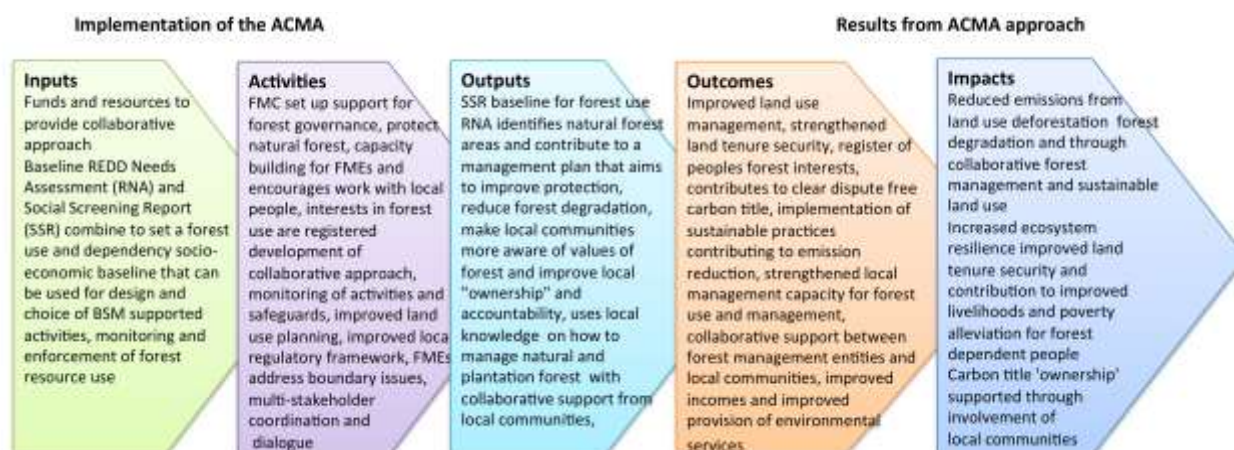 Implementation of the ACMA
Results from ACMA approach
Inputs
Funds and resources to
provide collaborative
approach
Baseline REDD Needs
Assessment (RNA) and
Social Screening Report
(SSR) combine to set a forest
use and dependency socio-
economic baseline that can
be used for design and
choice of BSM supported
activities, monitoring and
enforcement of forest
resource use
Activities
FMC set up support for
forest governance, protect
natural forest, capacity
building for FMEs and
encourages work with local
people, interests in forest
use are registered
development of
collaborative approach,
monitoring of activities and
safeguards, improved land
use planning, improved local
regulatory framework, FMEs
address boundary issues,
multi-stakeholder
coordination and
dialogue
Outputs
SSR baseline for forest use
RNA identifies natural forest
areas and contribute to a
management plan that aims
to improve protection,
reduce forest degradation,
make local communities
more aware of values of
forest and improve local
"ownership" and
accountability, uses local
knowledge on how to
manage natural and
plantation forest with
collaborative support from
local communities,
Outcomes
Improved land use
management, strengthened
land tenure security, register of
peoples forest interests,
contributes to clear dispute free
carbon title, implementation of
sustainable practices
contributing to emission
reduction, strengthened local
management capacity for forest
use and management,
collaborative support between
forest management entities and
local communities, improved
incomes and improved
provision of environmental
services
Impacts
Reduced emissions from
land use deforestation forest
degradation and through
collaborative forest
management and sustainable
land use
Increased ecosystem
resilience improved land
tenure security and
contribution to improved
livelihoods and poverty
alleviation for forest
dependent people
Carbon title 'ownership'
supported through
involvement of
local communities